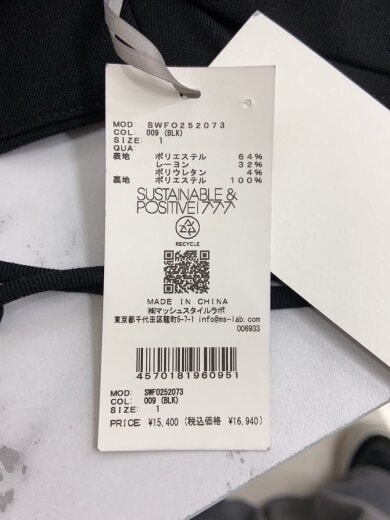 MOD: SWFO252073
COL: 009 (BLK)
SIZE: 1
QUA:
表地 ポリエステル 64%
レーヨン 32%
ポリウレタン 4%
裏地 ポリエステル 100%
SUSTAINABLE &
POSITIVE!777
RECYCLE
MADE IN CHINA
㈱マッシュスタイルラボ
東京都千代田区麹町5-7-1 info@ms-lab.com
006933
4570181960951
MOD: SWFO252073
COL: 009 (BLK)
SIZE: 1
PRICE ¥15,400 (税込価格 ¥16,940)